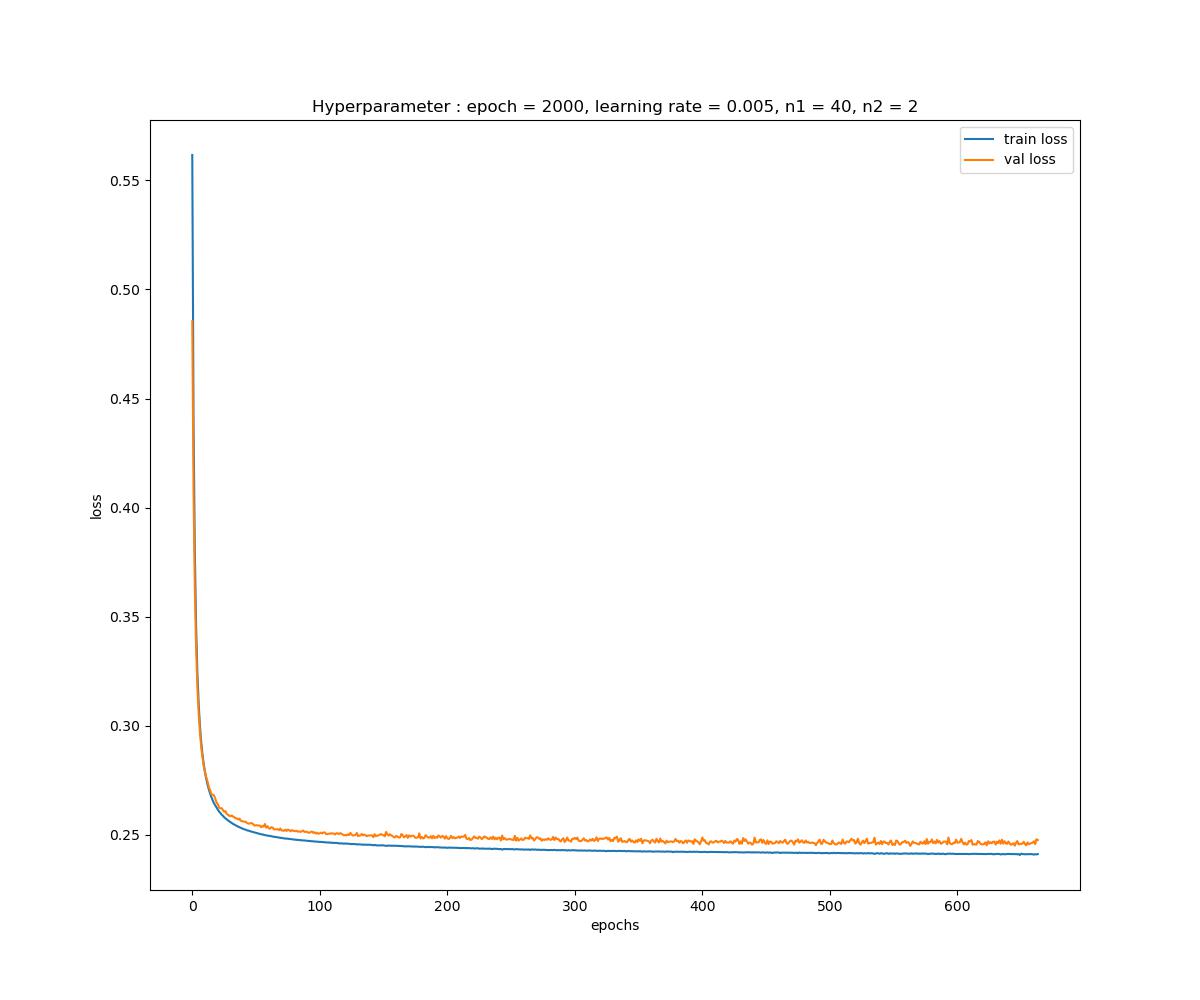 Hyperparameter : epoch = 2000, learning rate = 0.005, n1 = 40, n2 = 2
train loss
val loss
0.55
0.50
0.45
0.40
0.35
0.30
0.25
loss
0 100 200 300 400 500 600
epochs